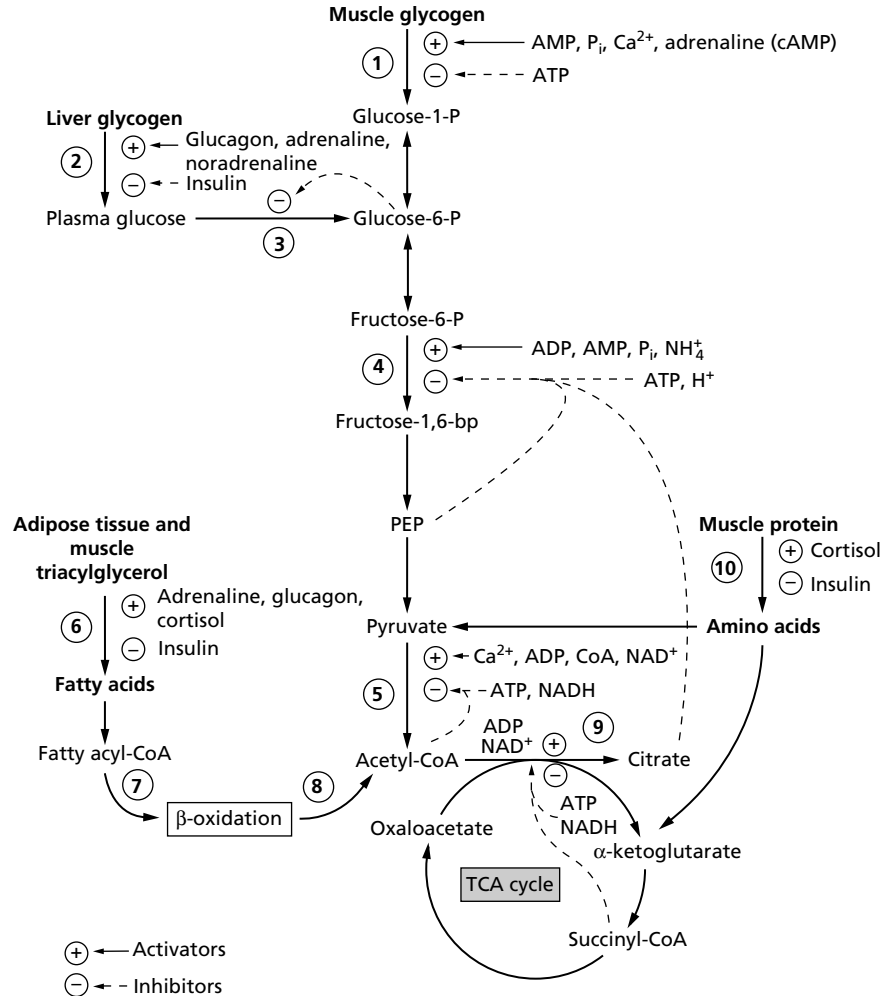 Muscle glycogen
+ AMP, Pᵢ, Ca²⁺, adrenaline (cAMP)
1
− ATP
Glucose-1-P
Liver glycogen
2
+ Glucagon, adrenaline,
noradrenaline
− Insulin
−
Plasma glucose
Glucose-6-P
3
Fructose-6-P
+ ADP, AMP, Pᵢ, NH₄⁺
4
− ATP, H⁺
Fructose-1,6-bp
PEP
Adipose tissue and
muscle
triacylglycerol
Muscle protein
+ Cortisol
10
− Insulin
6
+ Adrenaline, glucagon,
cortisol
− Insulin
Pyruvate
Amino acids
+ Ca²⁺, ADP, CoA, NAD⁺
5
− ATP, NADH
Fatty acids
Fatty acyl-CoA
7
β-oxidation
8
Acetyl-CoA
ADP
NAD⁺ +
9
−
Citrate
ATP
NADH
Oxaloacetate
α-ketoglutarate
TCA cycle
Succinyl-CoA
+ Activators
− Inhibitors